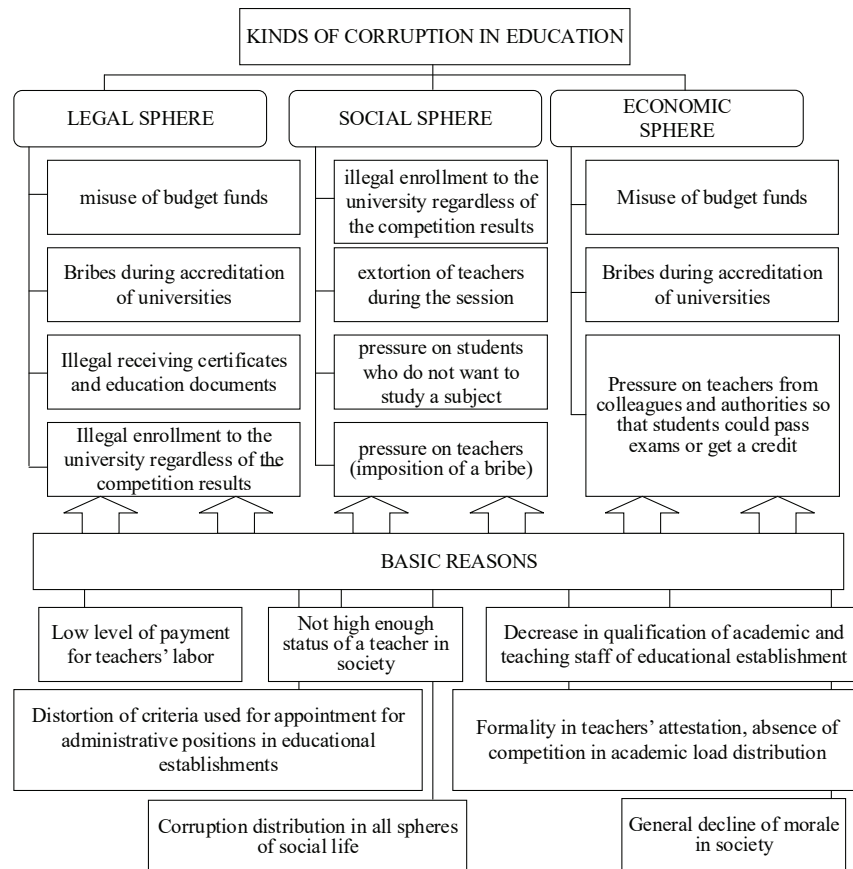 KINDS OF CORRUPTION IN EDUCATION
LEGAL SPHERE
misuse of budget funds
Bribes during accreditation
of universities
Illegal receiving certificates
and education documents
Illegal enrollment to the
university regardless of the
competition results
SOCIAL SPHERE
illegal enrollment to the
university regardless of
the competition results
extortion of teachers
during the session
pressure on students
who do not want to
study a subject
pressure on teachers
(imposition of a bribe)
ECONOMIC
SPHERE
Misuse of budget funds
Bribes during accreditation
of universities
Pressure on teachers from
colleagues and authorities so
that students could pass
exams or get a credit
BASIC REASONS
Low level of payment
for teachers’ labor
Not high enough
status of a teacher in
society
Decrease in qualification of academic and
teaching staff of educational establishment
Distortion of criteria used for appointment for
administrative positions in educational
establishments
Formality in teachers’ attestation, absence of
competition in academic load distribution
Corruption distribution in all spheres
of social life
General decline of morale
in society